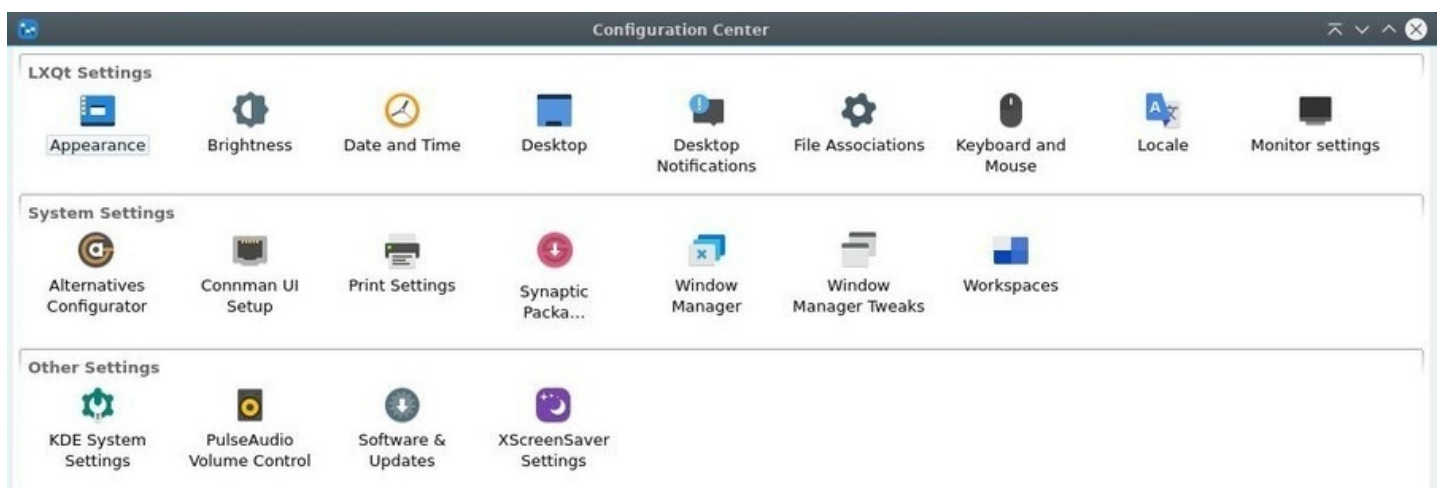 Configuration Center
LXQt Settings
Appearance Brightness Date and Time Desktop Desktop File Associations Keyboard and Locale Monitor settings
Notifications Mouse
System Settings
Alternatives Connman UI Print Settings Synaptic Window Window Workspaces
Configurator Setup Packa... Manager Manager Tweaks
Other Settings
KDE System PulseAudio Software & XScreenSaver
Settings Volume Control Updates Settings